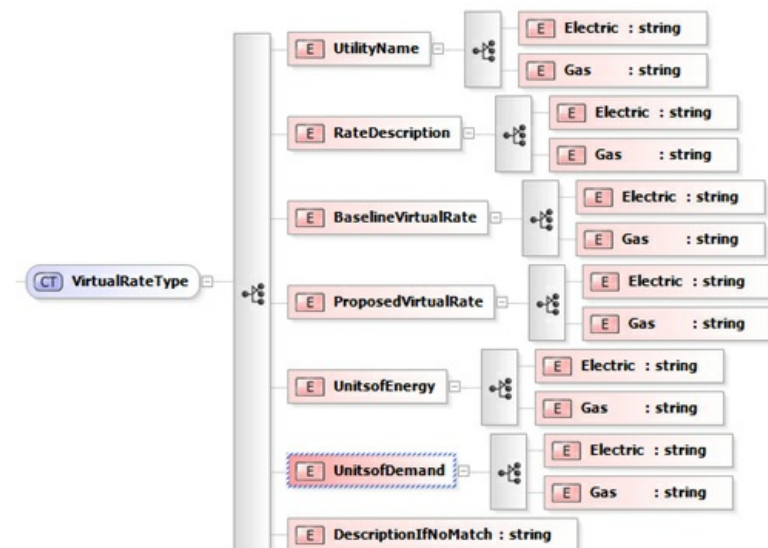 E Electric : string
E UtilityName
E Gas : string
E Electric : string
E RateDescription
E Gas : string
E Electric : string
E BaselineVirtualRate
E Gas : string
CT VirtualRateType
E Electric : string
E ProposedVirtualRate
E Gas : string
E Electric : string
E UnitsofEnergy
E Gas : string
E Electric : string
E UnitsofDemand
E Gas : string
E DescriptionIfNoMatch : string